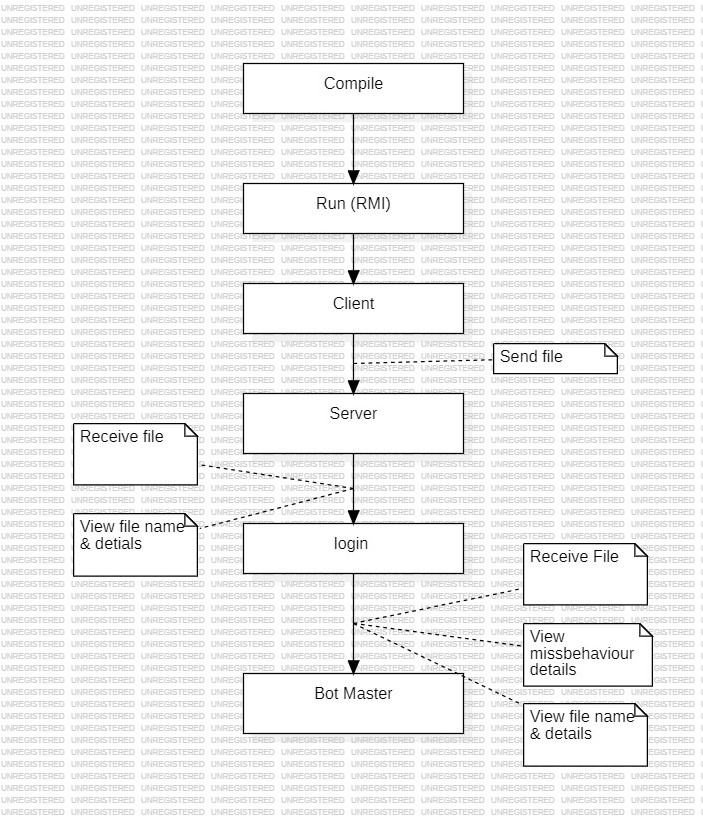 Compile
Run (RMI)
Client
Send file
Server
Receive file
View file name
& detials
login
Receive File
View
missbehaviour
details
Bot Master
View file name
& details
UNREGISTERED